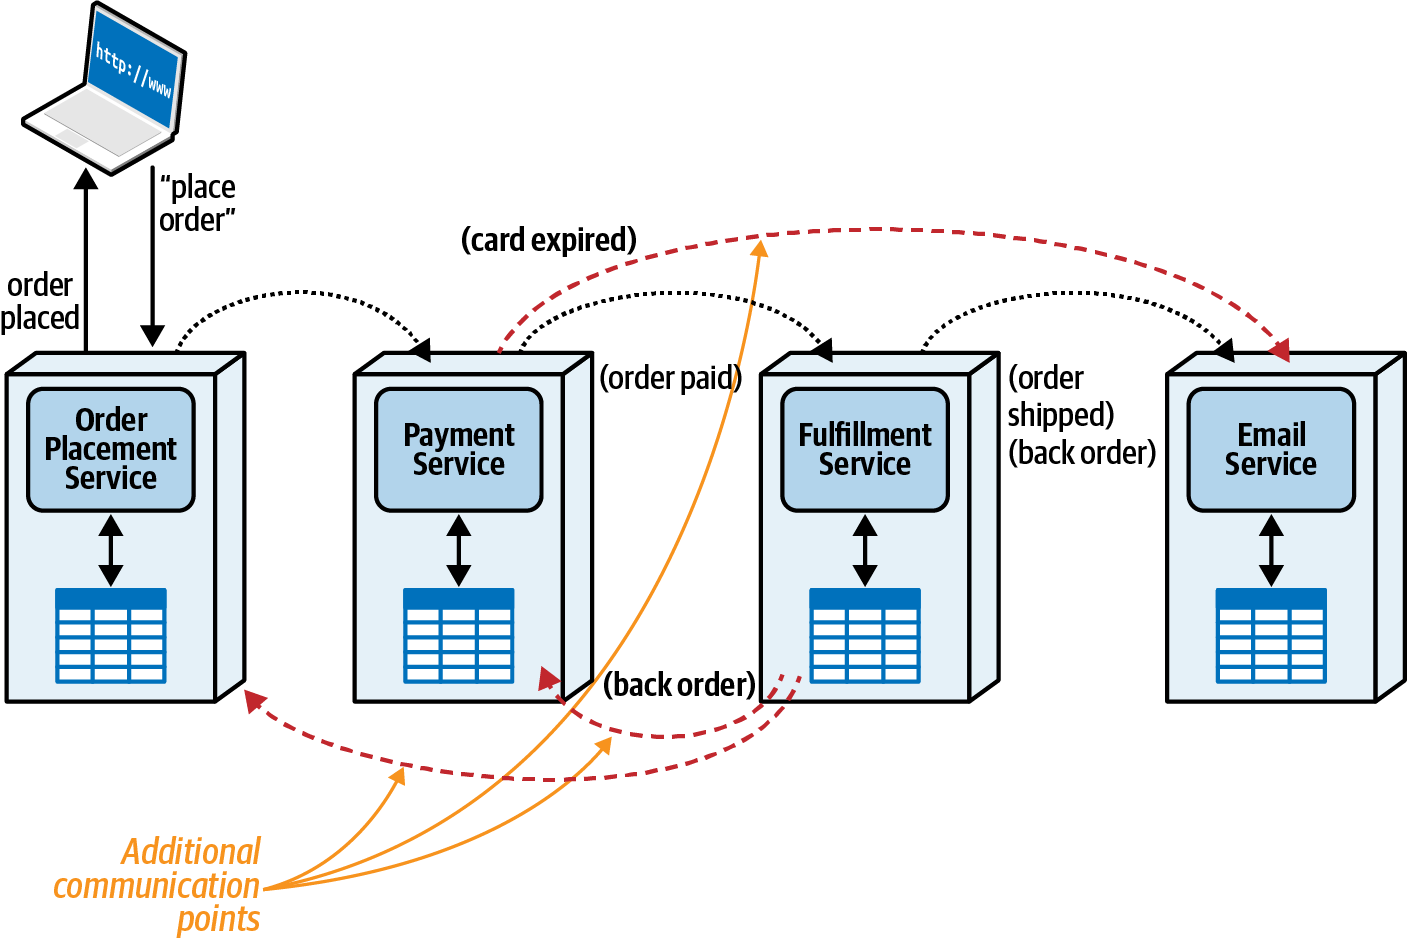 http://www
“place
order”
order
placed
(card expired)
(order paid)
(order
shipped)
(back order)
Order
Placement
Service
Payment
Service
Fulfillment
Service
Email
Service
(back order)
Additional
communication
points